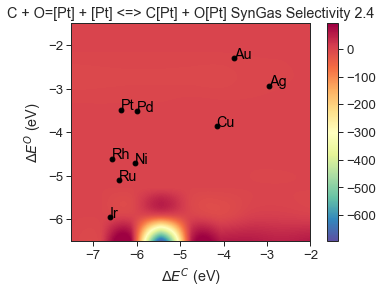 C + O=[Pt] + [Pt] <=> C[Pt] + O[Pt] SynGas Selectivity 2.4
−2
−3
−4
−5
−6
ΔE^O (eV)
Au
Ag
Pt
Pd
Cu
Rh
Ni
Ru
Ir
−7
−6
−5
−4
−3
−2
ΔE^C (eV)
0
−100
−200
−300
−400
−500
−600